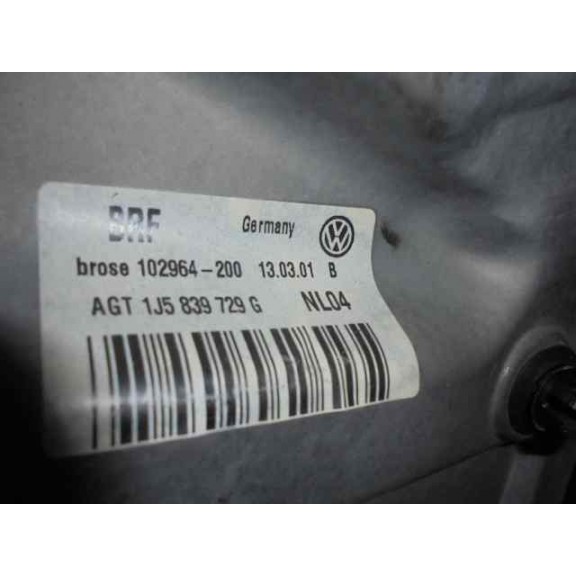 BRF Germany
brose 102964-200 13.03.01 B
AGT 1J5 839 729 G NL04